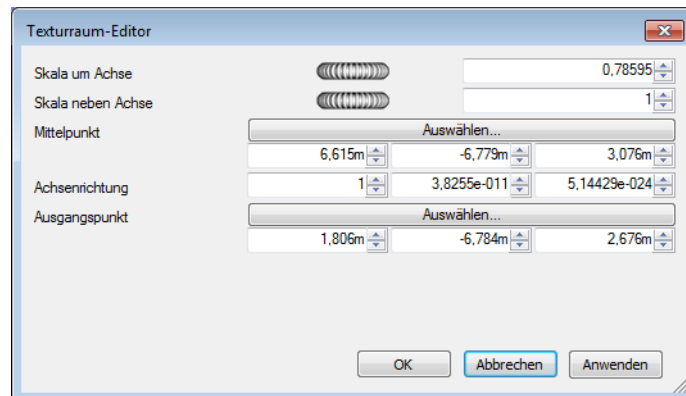 Texturraum-Editor
Skala um Achse 0,78595
Skala neben Achse 1
Mittelpunkt Auswählen...
6,615m -6,779m 3,076m
Achsenrichtung 1 3,8255e-011 5,14429e-024
Ausgangspunkt Auswählen...
1,806m -6,784m 2,676m
OK Abbrechen Anwenden